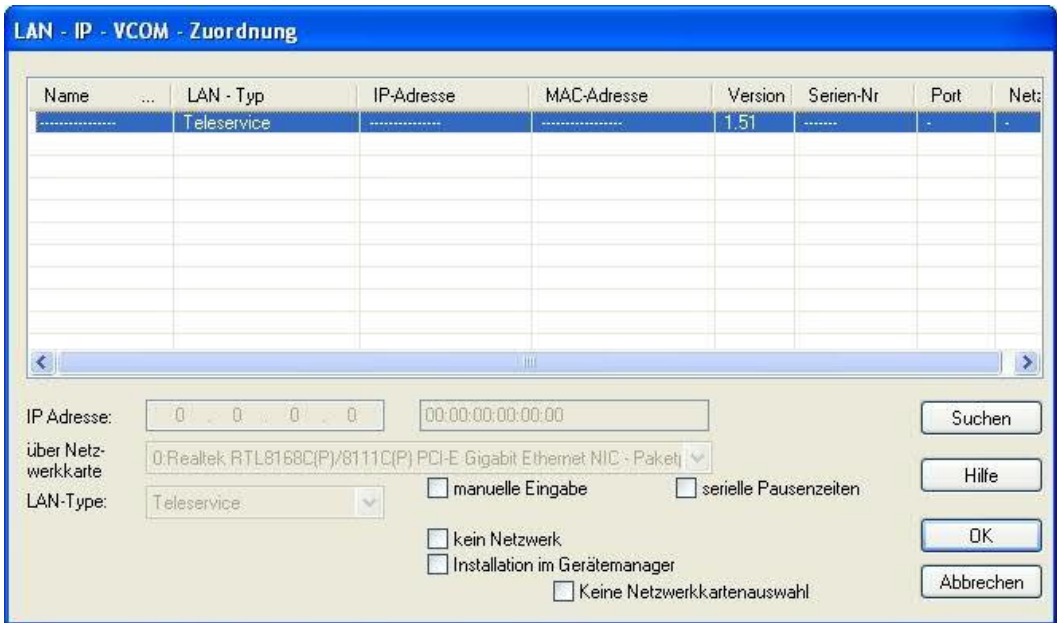 LAN - IP - VCOM - Zuordnung
Name ... LAN - Typ IP-Adresse MAC-Adresse Version Serien-Nr Port Netz
---------------- Teleservice --------------- ----------------- 1.51 ------- - -
IP Adresse: 0 . 0 . 0 . 0 00:00:00:00:00:00 Suchen
über Netz-
werkkarte 0:Realtek RTL8168C(P)/8111C(P) PCI-E Gigabit Ethernet NIC - Paket
manuelle Eingabe serielle Pausenzeiten Hilfe
LAN-Type: Teleservice
kein Netzwerk OK
Installation im Gerätemanager
Keine Netzwerkkartenauswahl Abbrechen